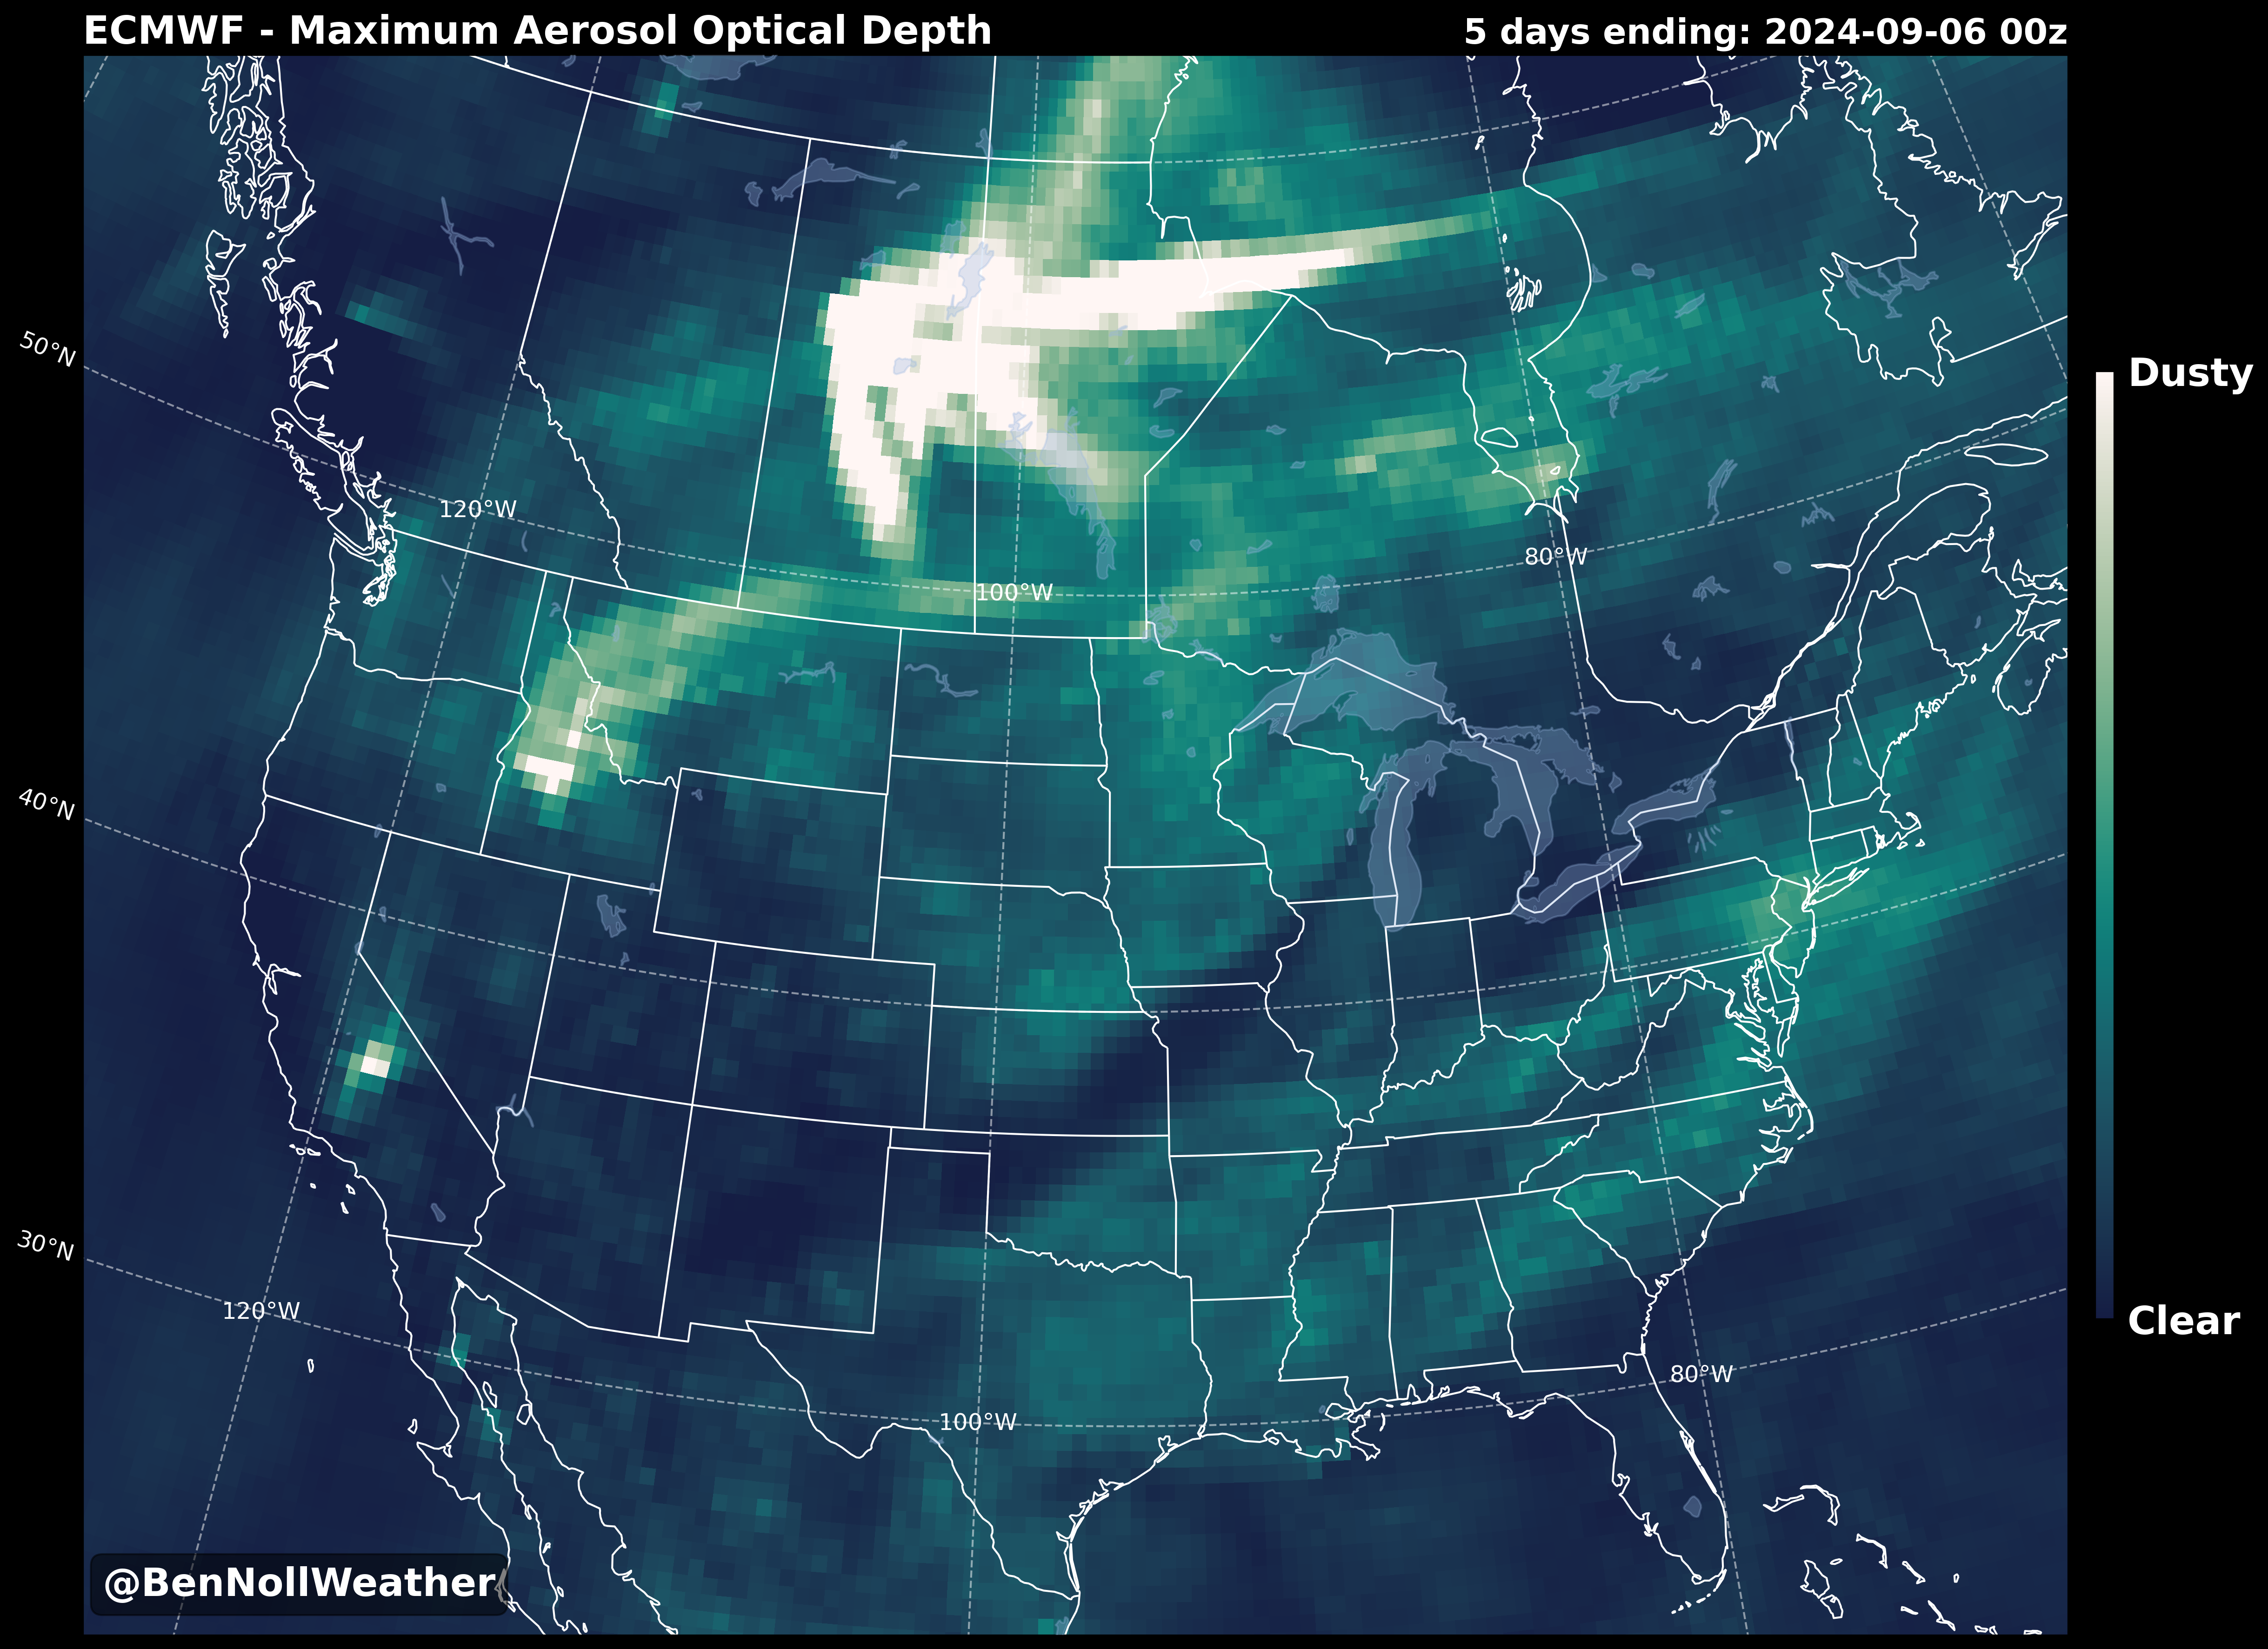 ECMWF - Maximum Aerosol Optical Depth
5 days ending: 2024-09-06 00z
50°N
Dusty
120°W
80°W
100°W
40°N
30°N
120°W
Clear
80°W
100°W
@BenNollWeather